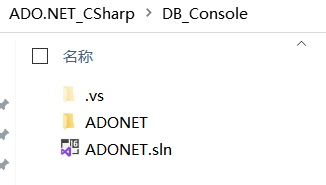 ADO.NET_CSharp > DB_Console
名称
.vs
ADONET
ADONET.sln